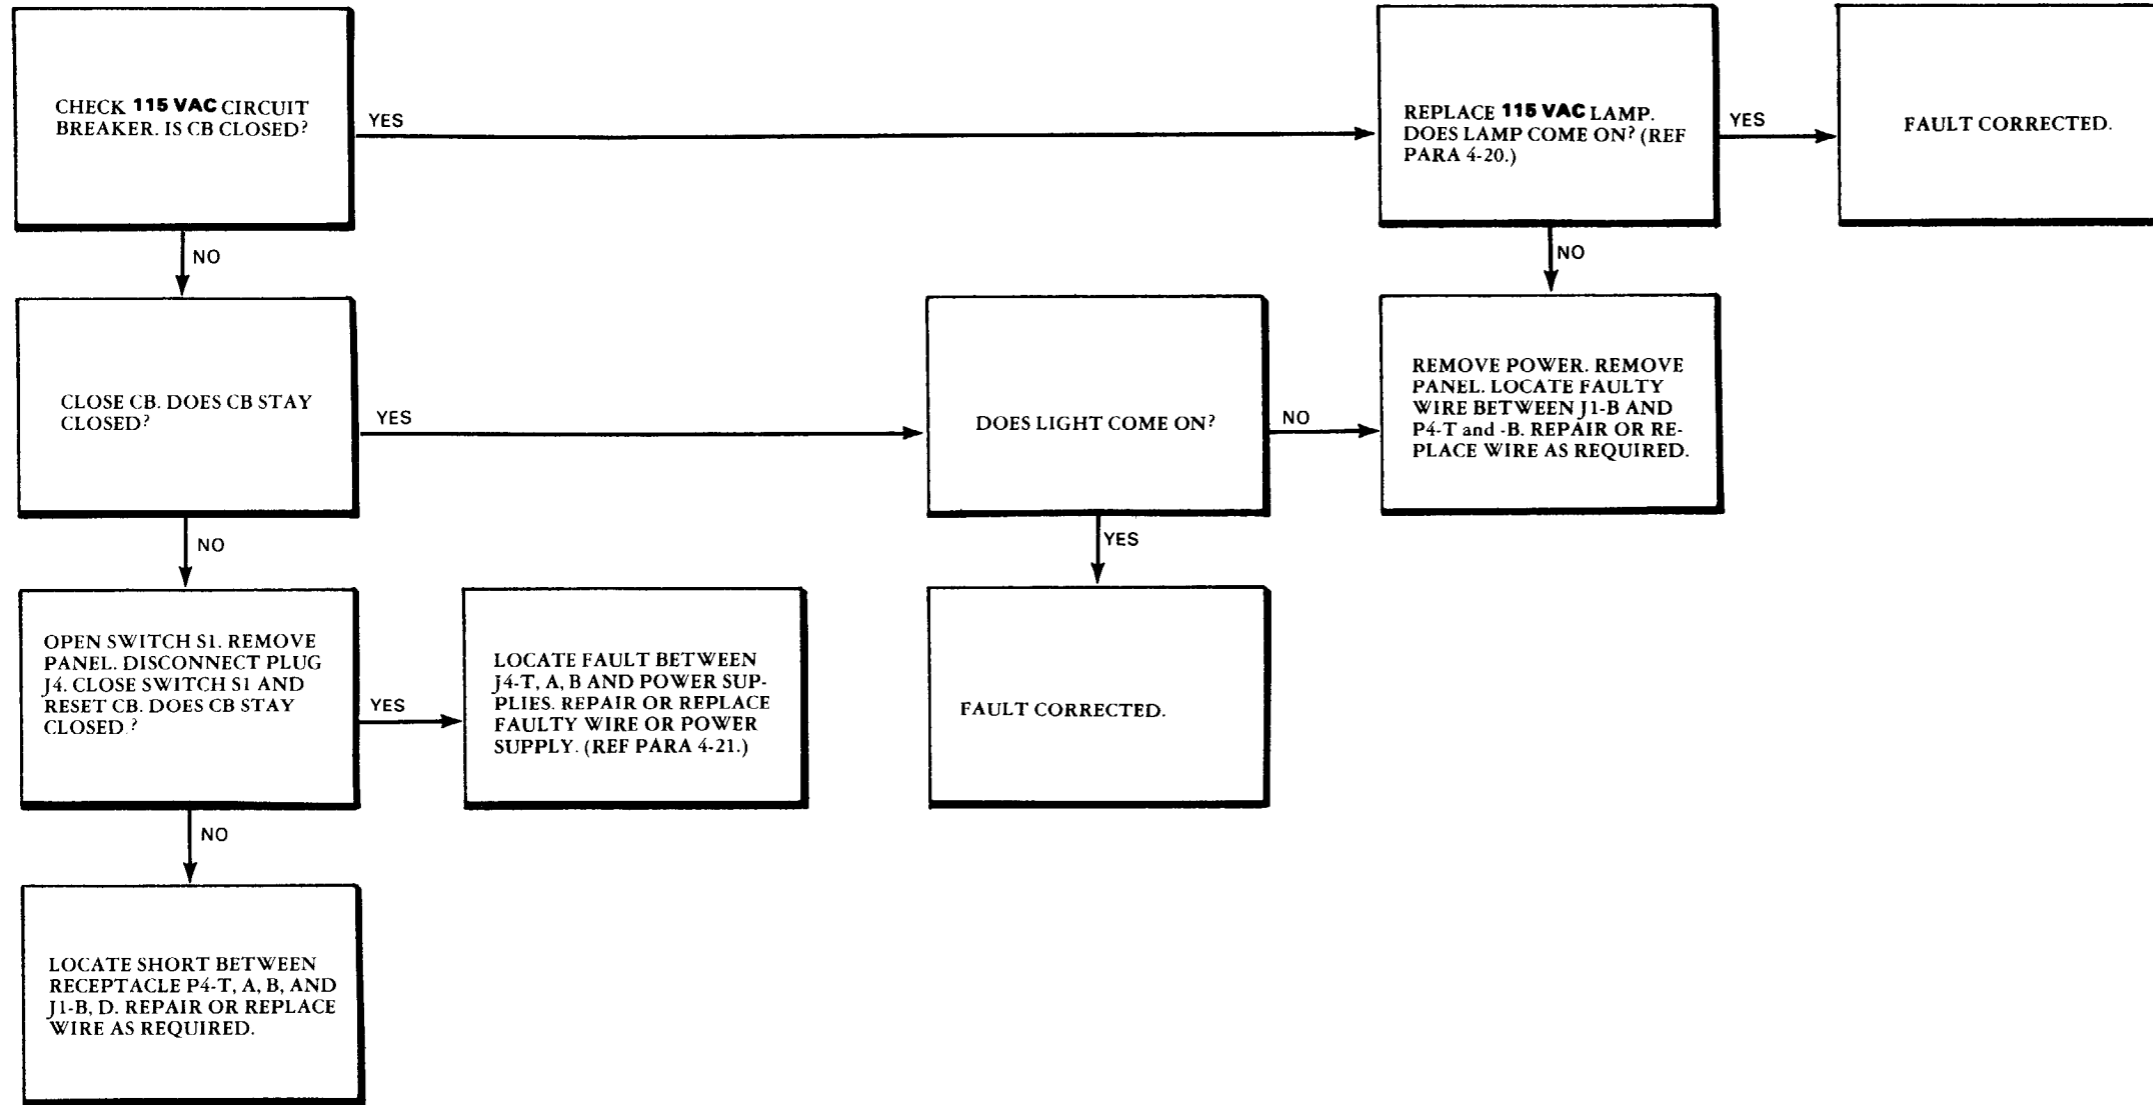 CHECK 115 VAC CIRCUIT
BREAKER. IS CB CLOSED?
YES
REPLACE 115 VAC LAMP.
DOES LAMP COME ON? (REF
PARA 4-20.)
YES
FAULT CORRECTED.
NO
NO
CLOSE CB. DOES CB STAY
CLOSED?
YES
DOES LIGHT COME ON?
NO
REMOVE POWER. REMOVE
PANEL. LOCATE FAULTY
WIRE BETWEEN J1-B AND
P4-T and -B. REPAIR OR RE-
PLACE WIRE AS REQUIRED.
NO
YES
OPEN SWITCH S1. REMOVE
PANEL. DISCONNECT PLUG
J4. CLOSE SWITCH S1 AND
RESET CB. DOES CB STAY
CLOSED ?
YES
LOCATE FAULT BETWEEN
J4-T, A, B AND POWER SUP-
PLIES. REPAIR OR REPLACE
FAULTY WIRE OR POWER
SUPPLY. (REF PARA 4-21.)
FAULT CORRECTED.
NO
LOCATE SHORT BETWEEN
RECEPTACLE P4-T, A, B, AND
J1-B, D. REPAIR OR REPLACE
WIRE AS REQUIRED.